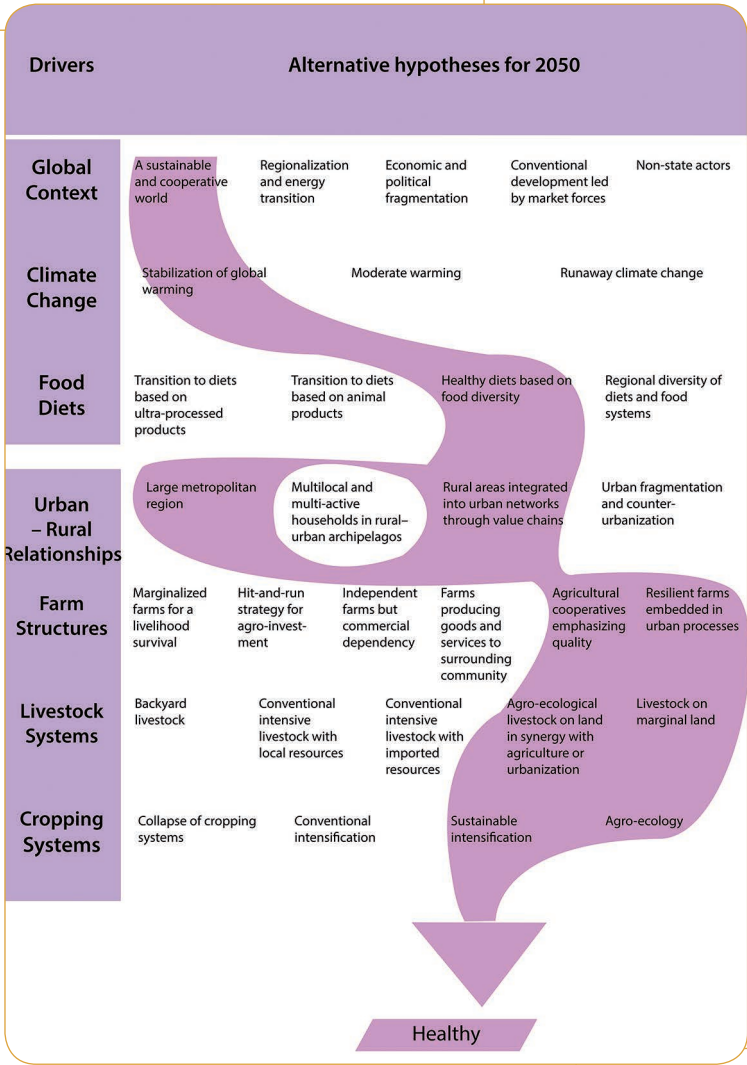 Drivers
Alternative hypotheses for 2050
Global
Context
A sustainable
and cooperative
world
Regionalization
and energy
transition
Economic and
political
fragmentation
Conventional
development led
by market forces
Non-state actors
Climate
Change
Stabilization of global
warming
Moderate warming
Runaway climate change
Food
Diets
Transition to diets
based on
ultra-processed
products
Transition to diets
based on animal
products
Healthy diets based on
food diversity
Regional diversity of
diets and food
systems
Urban
– Rural
Relationships
Large metropolitan
region
Multilocal and
multi-active
households in rural–
urban archipelagos
Rural areas integrated
into urban networks
through value chains
Urban fragmentation
and counter-
urbanization
Farm
Structures
Marginalized
farms for a
livelihood
survival
Hit-and-run
strategy for
agro-invest-
ment
Independent
farms but
commercial
dependency
Farms
producing
goods and
services to
surrounding
community
Agricultural
cooperatives
emphasizing
quality
Resilient farms
embedded in
urban processes
Livestock
Systems
Backyard
livestock
Conventional
intensive
livestock with
local resources
Conventional
intensive
livestock with
imported
resources
Agro-ecological
livestock on land
in synergy with
agriculture or
urbanization
Livestock on
marginal land
Cropping
Systems
Collapse of cropping
systems
Conventional
intensification
Sustainable
intensification
Agro-ecology
Healthy